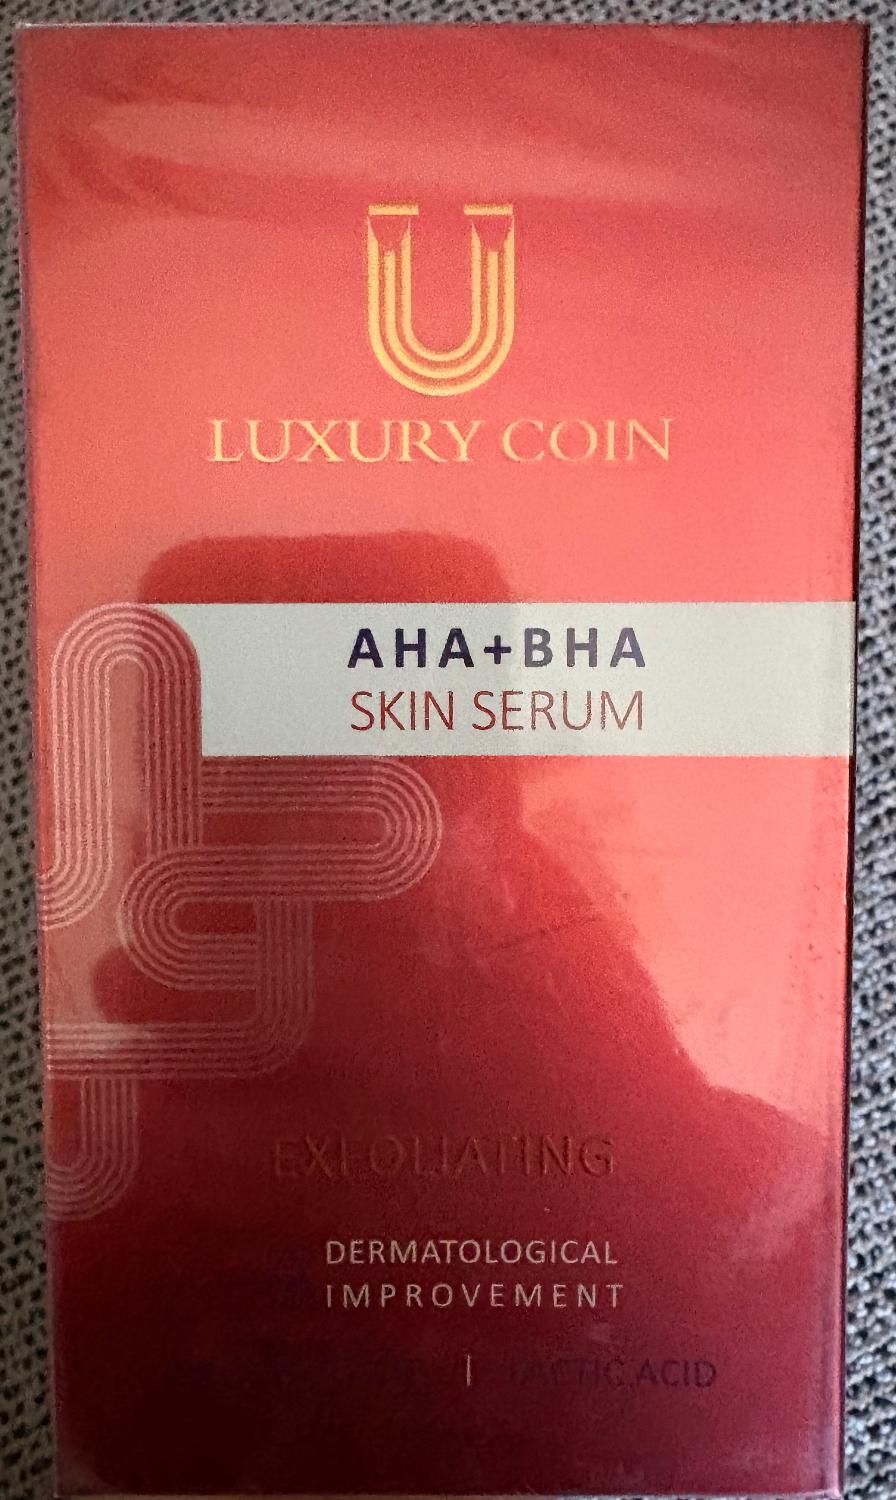 LUXURY COIN
AHA+BHA
SKIN SERUM
EXFOLIATING
DERMATOLOGICAL
IMPROVEMENT
| LACTIC ACID